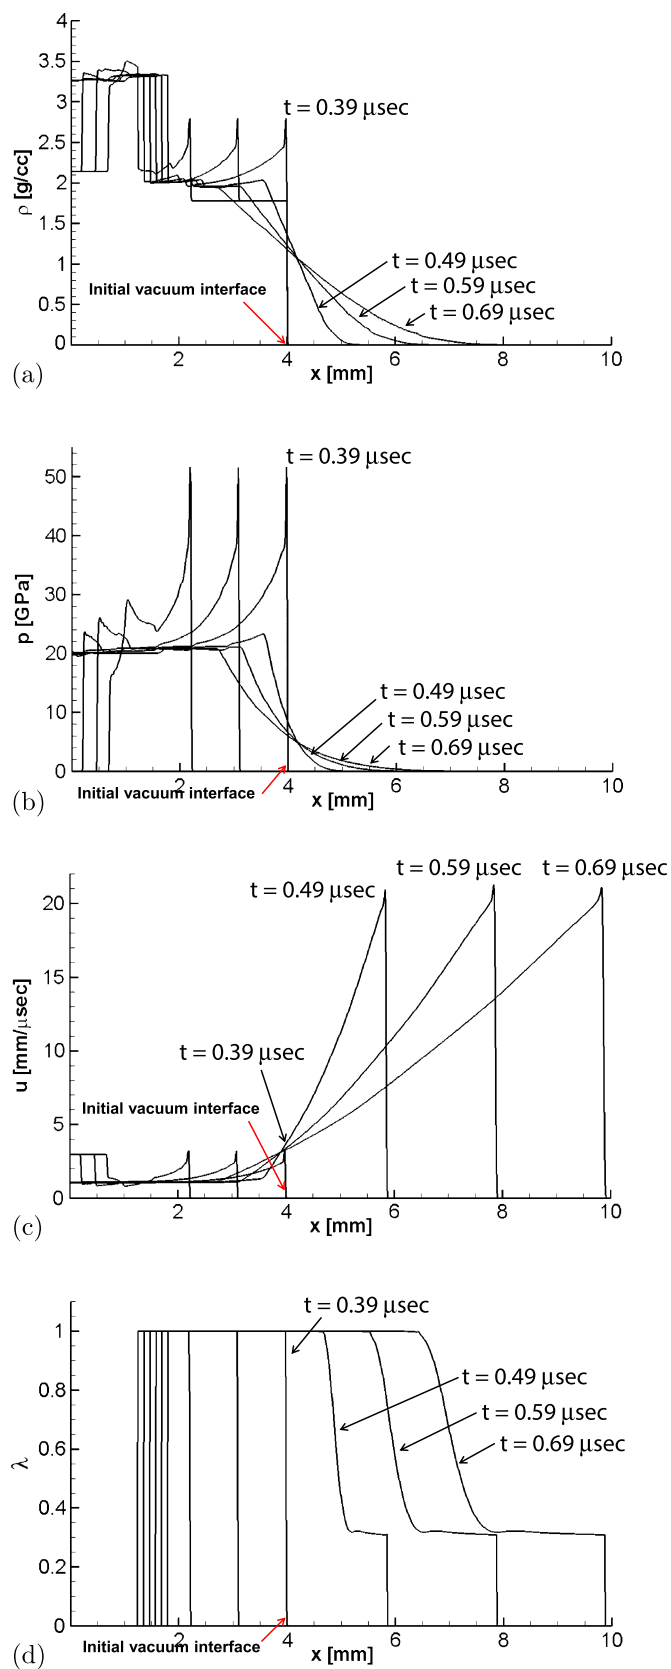 ρ [g/cc]
4
3.5
3
2.5
2
1.5
1
0.5
0
t = 0.39 μsec
t = 0.49 μsec
t = 0.59 μsec
t = 0.69 μsec
Initial vacuum interface
2 4 6 8 10
x [mm]
(a)
p [GPa]
50
40
30
20
10
0
t = 0.39 μsec
t = 0.49 μsec
t = 0.59 μsec
t = 0.69 μsec
Initial vacuum interface
2 4 6 8 10
x [mm]
(b)
u [mm/μsec]
20
15
10
5
0
t = 0.59 μsec
t = 0.69 μsec
t = 0.49 μsec
t = 0.39 μsec
Initial vacuum interface
2 4 6 8 10
x [mm]
(c)
λ
1
0.8
0.6
0.4
0.2
0
t = 0.39 μsec
t = 0.49 μsec
t = 0.59 μsec
t = 0.69 μsec
2 4 6 8 10
Initial vacuum interface
x [mm]
(d)